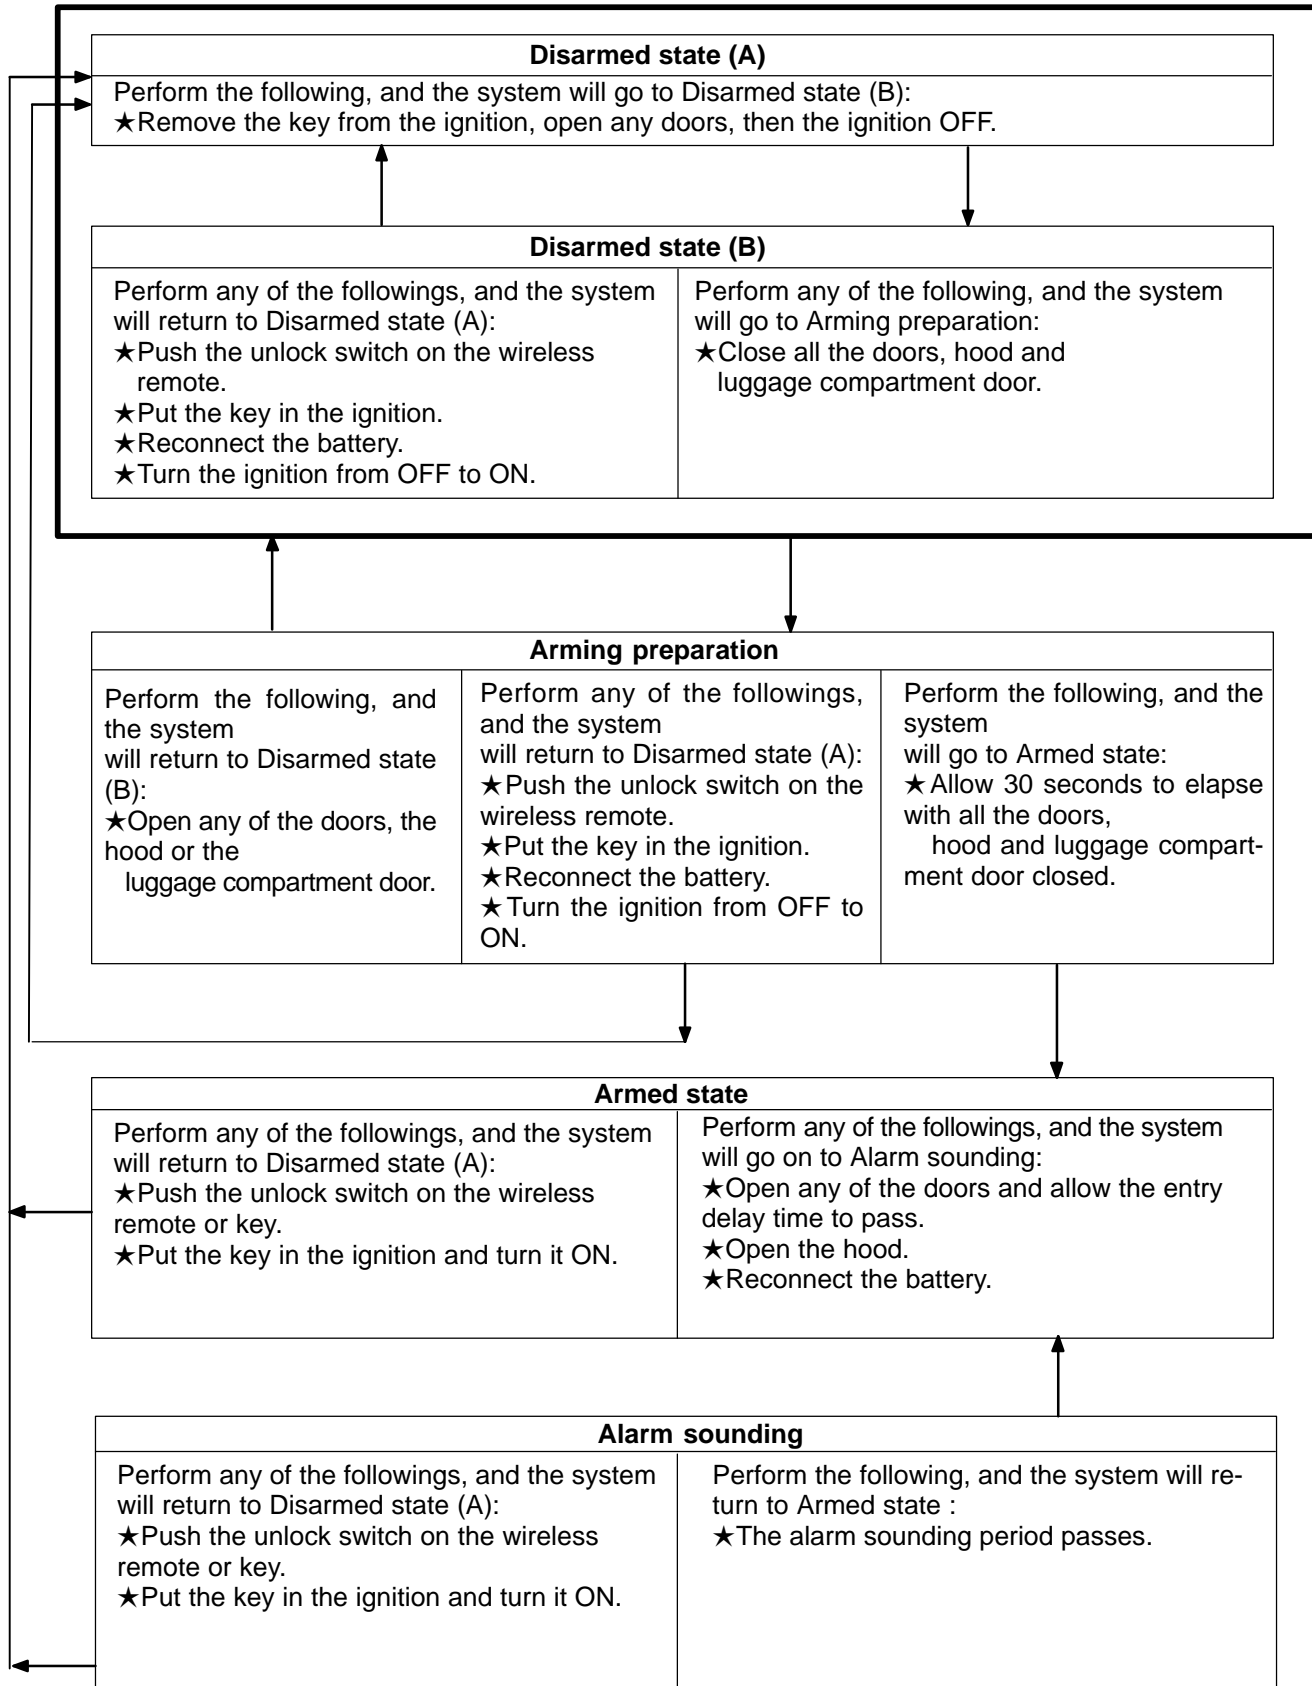 Disarmed state (A)
Perform the following, and the system will go to Disarmed state (B):
★Remove the key from the ignition, open any doors, then the ignition OFF.
Disarmed state (B)
Perform any of the followings, and the system
will return to Disarmed state (A):
★Push the unlock switch on the wireless
remote.
★Put the key in the ignition.
★Reconnect the battery.
★Turn the ignition from OFF to ON.
Perform any of the following, and the system
will go to Arming preparation:
★Close all the doors, hood and
luggage compartment door.
Arming preparation
Perform the following, and
the system
will return to Disarmed state
(B):
★Open any of the doors, the
hood or the
luggage compartment door.
Perform any of the followings,
and the system
will return to Disarmed state (A):
★Push the unlock switch on the
wireless remote.
★Put the key in the ignition.
★Reconnect the battery.
★Turn the ignition from OFF to
ON.
Perform the following, and the
system
will go to Armed state:
★Allow 30 seconds to elapse
with all the doors,
hood and luggage compart-
ment door closed.
Armed state
Perform any of the followings, and the system
will return to Disarmed state (A):
★Push the unlock switch on the wireless
remote or key.
★Put the key in the ignition and turn it ON.
Perform any of the followings, and the system
will go on to Alarm sounding:
★Open any of the doors and allow the entry
delay time to pass.
★Open the hood.
★Reconnect the battery.
Alarm sounding
Perform any of the followings, and the system
will return to Disarmed state (A):
★Push the unlock switch on the wireless
remote or key.
★Put the key in the ignition and turn it ON.
Perform the following, and the system will re-
turn to Armed state :
★The alarm sounding period passes.